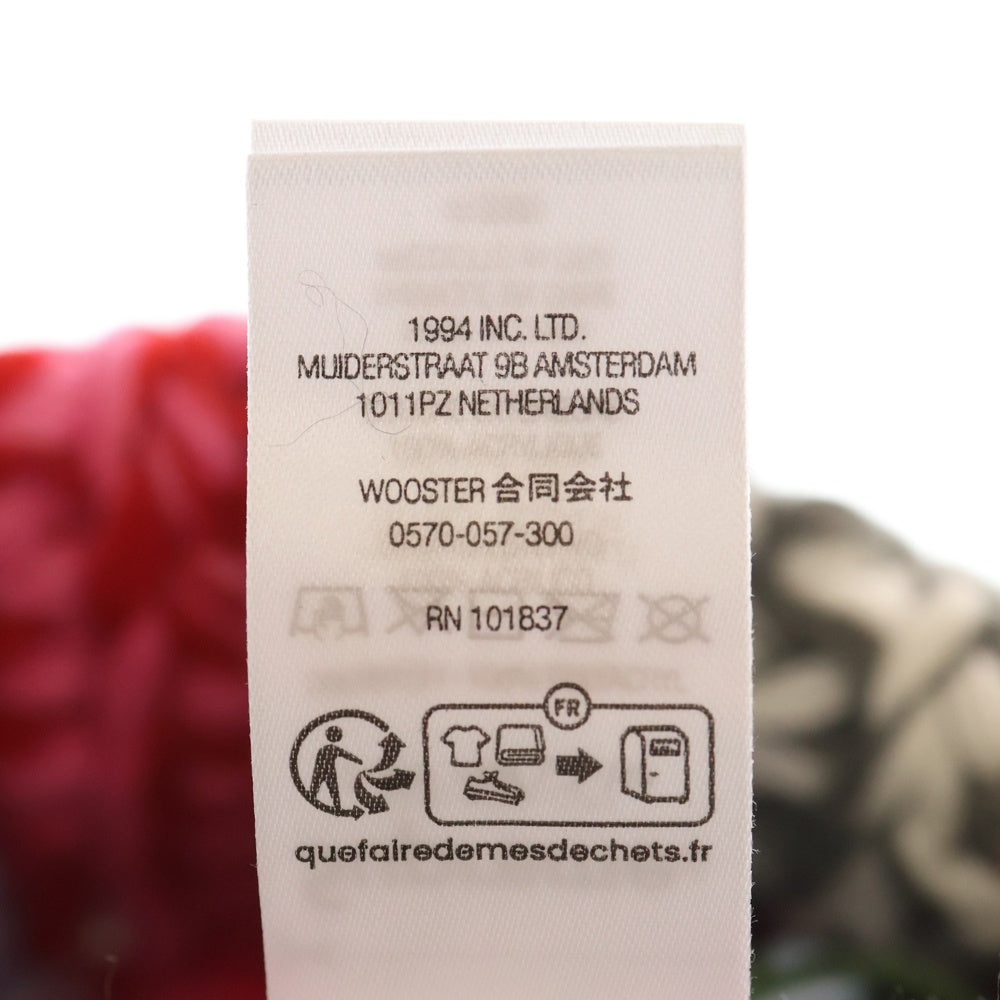 1994 INC. LTD.
MUIDERSTRAAT 9B AMSTERDAM
1011PZ NETHERLANDS
WOOSTER 合同会社
0570-057-300
RN 101837
FR
quefairedemesdechets.fr